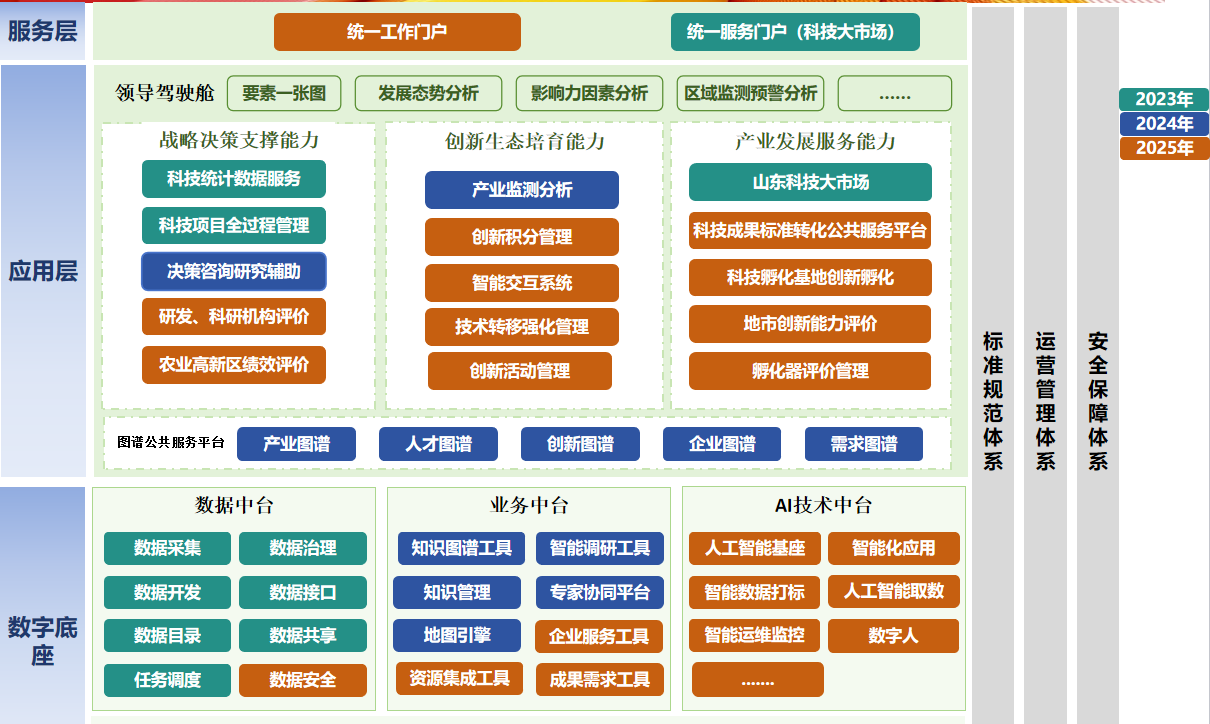 服务层
统一工作门户
统一服务门户（科技大市场）
应用层
领导驾驶舱
要素一张图
发展态势分析
影响力因素分析
区域监测预警分析
......
战略决策支撑能力
科技统计数据服务
科技项目全过程管理
决策咨询研究辅助
研发、科研机构评价
农业高新区绩效评价
创新生态培育能力
产业监测分析
创新积分管理
智能交互系统
技术转移强化管理
创新活动管理
产业发展服务能力
山东科技大市场
科技成果标准转化公共服务平台
科技孵化基地创新孵化
地市创新能力评价
孵化器评价管理
图谱公共服务平台
产业图谱
人才图谱
创新图谱
企业图谱
需求图谱
数字底
座
数据中台
数据采集
数据治理
数据开发
数据接口
数据目录
数据共享
任务调度
数据安全
业务中台
知识图谱工具
智能调研工具
知识管理
专家协同平台
地图引擎
企业服务工具
资源集成工具
成果需求工具
AI技术中台
人工智能基座
智能化应用
智能数据打标
人工智能取数
智能运维监控
数字人
.......
标准规范体系
运营管理体系
安全保障体系
2023年
2024年
2025年